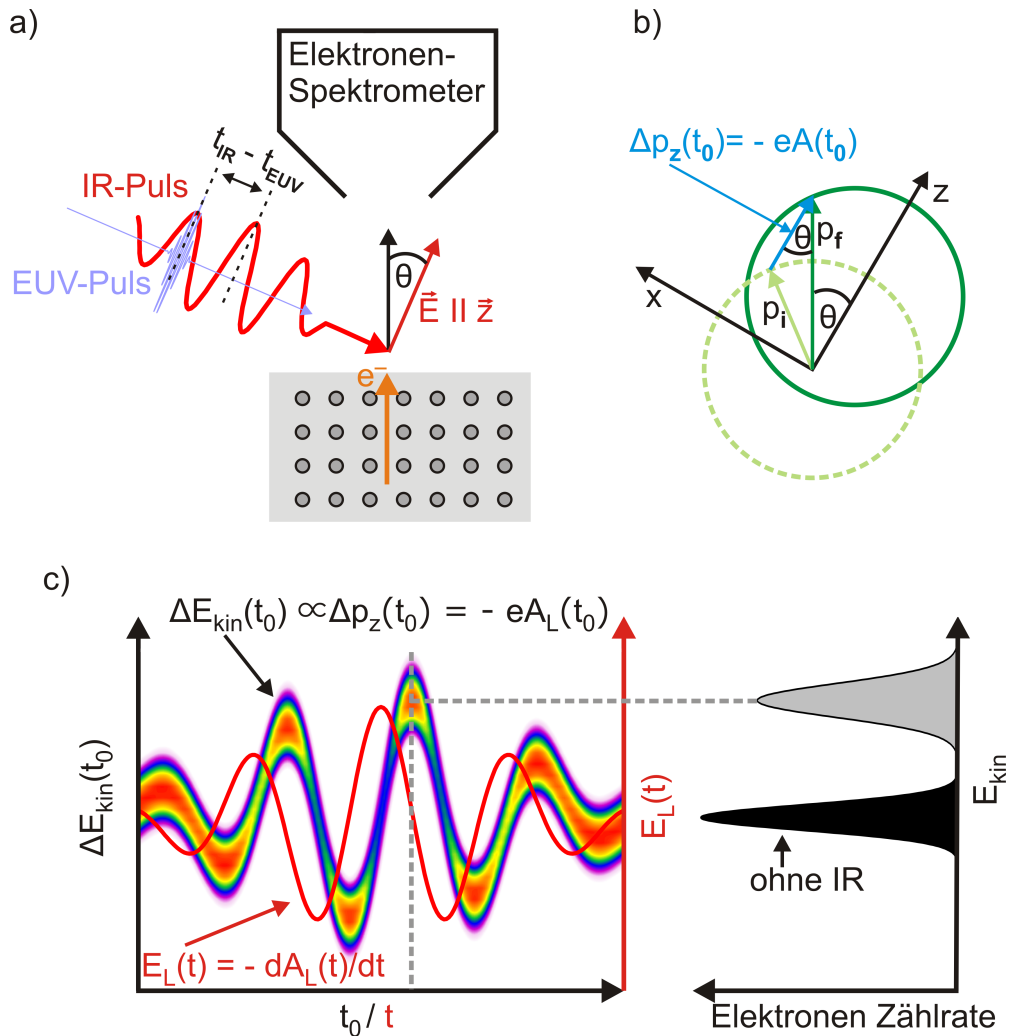 a)
Elektronen-
Spektrometer
t_IR - t_EUV
IR-Puls
EUV-Puls
θ
E⃗ || z⃗
e⁻
b)
Δp_z(t_0)= - eA(t_0)
z
θ
p_f
x
p_i
θ
c)
ΔE_kin(t_0) ∝Δp_z(t_0) = - eA_L(t_0)
ΔE_kin(t_0)
E_L(t)
E_L(t) = - dA_L(t)/dt
t_0/ t
E_kin
ohne IR
Elektronen Zählrate